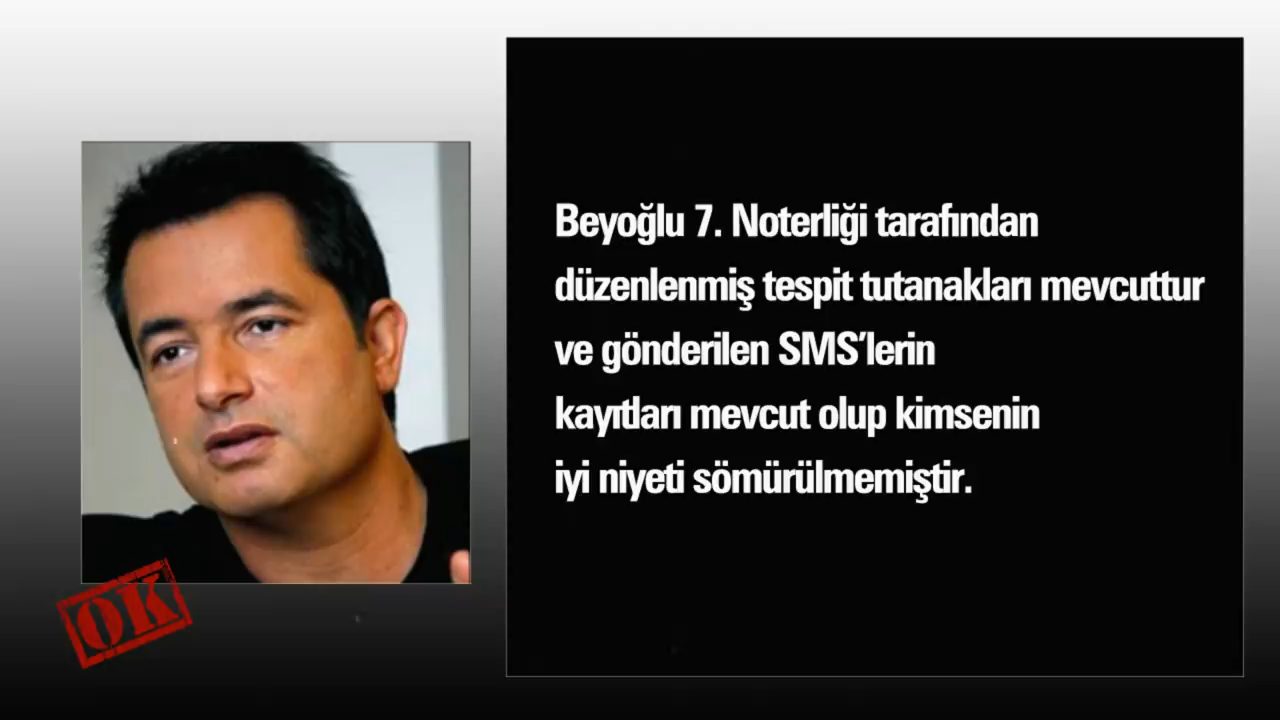 Beyoğlu 7. Noterliği tarafından
düzenlenmiş tespit tutanakları mevcuttur
ve gönderilen SMS'lerin
kayıtları mevcut olup kimsenin
iyi niyeti sömürülmemiştir.
OK